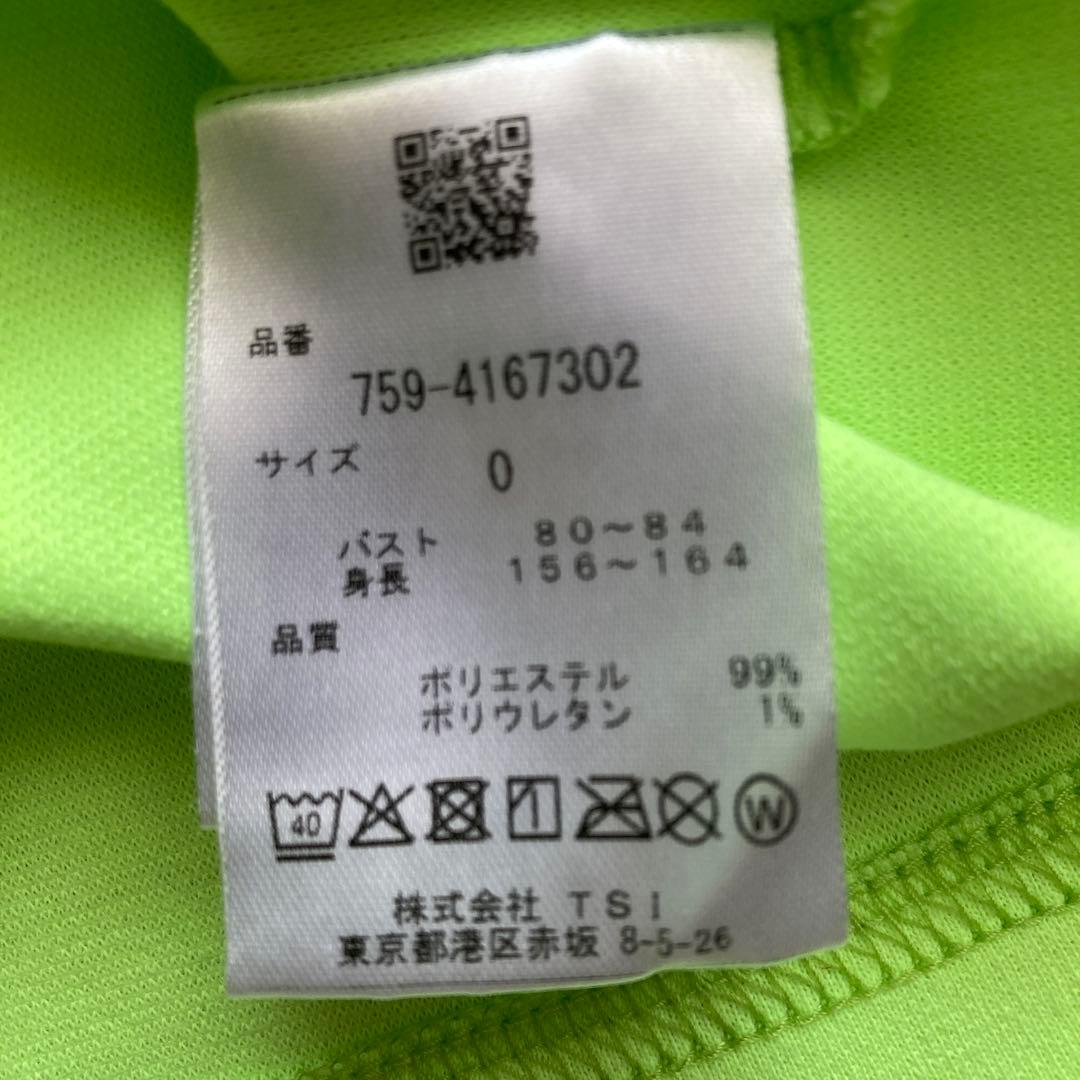 品番
759-4167302
サイズ 0
バスト 80〜84
身長 156〜164
品質
ポリエステル 99%
ポリウレタン 1%
40 W
株式会社 TSI
東京都港区赤坂 8-5-26